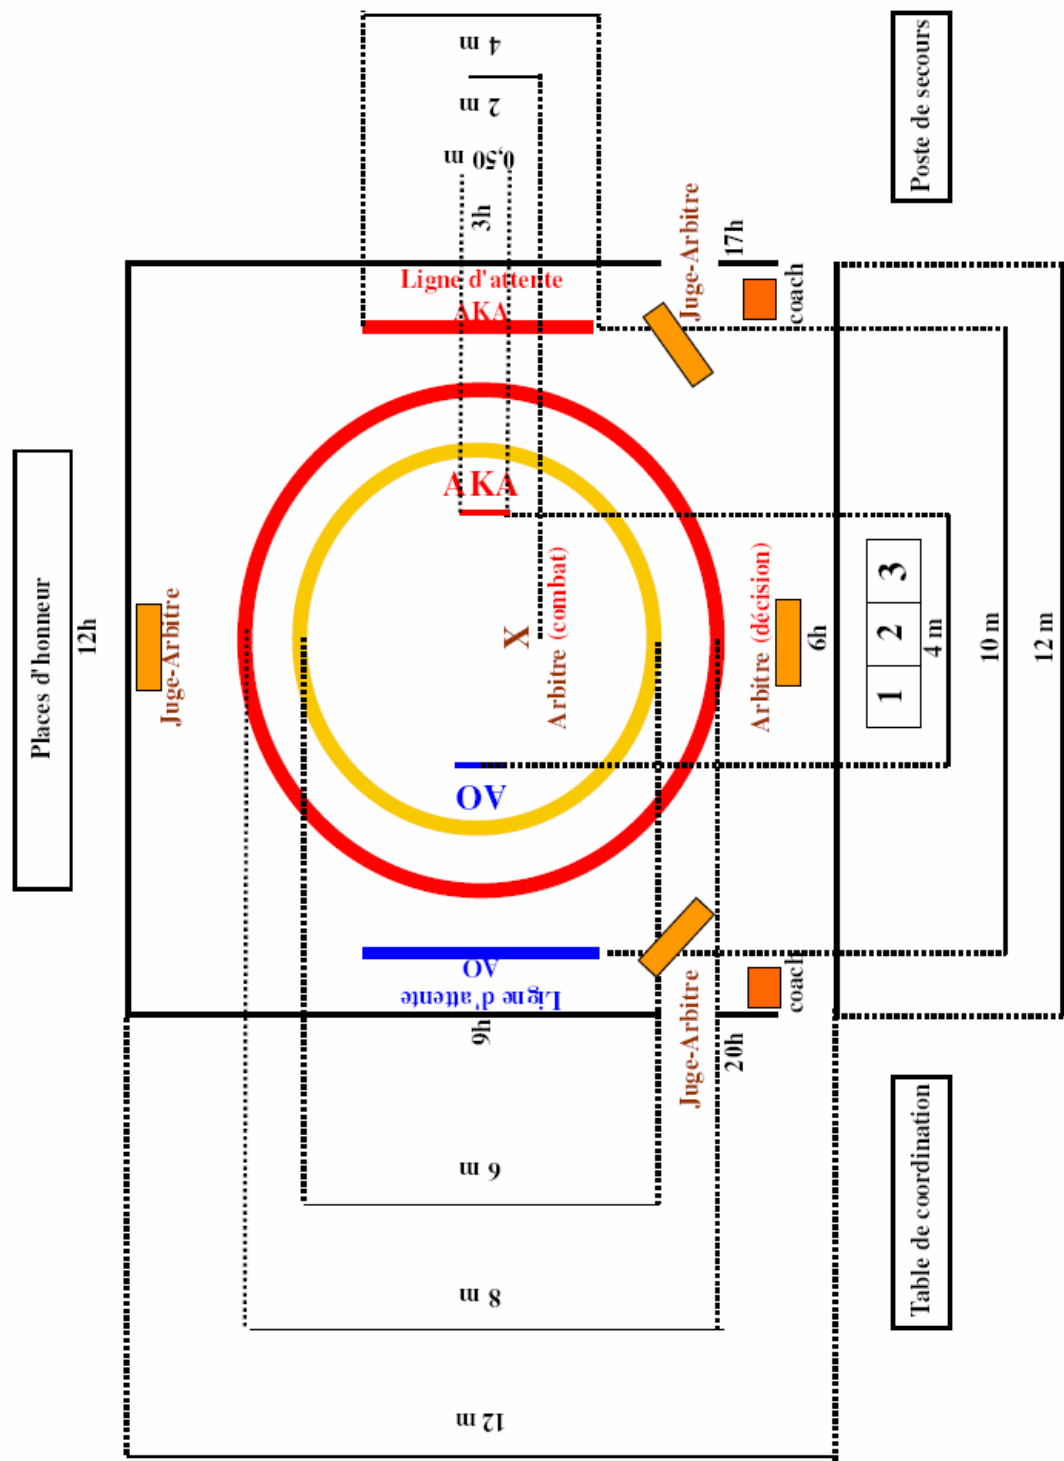 Places d'honneur
12h
Juge-Arbitre
4 m
2 m
0,50 m
3h
Ligne d'attente
AKA
AKA
X
Arbitre (combat)
AO
AO
Ligne d'attente
9h
Juge-Arbitre
17h
coach
Arbitre (décision)
6h
Juge-Arbitre
20h
coach
1 2 3
4 m
10 m
12 m
6 m
8 m
12 m
Poste de secours
Table de coordination